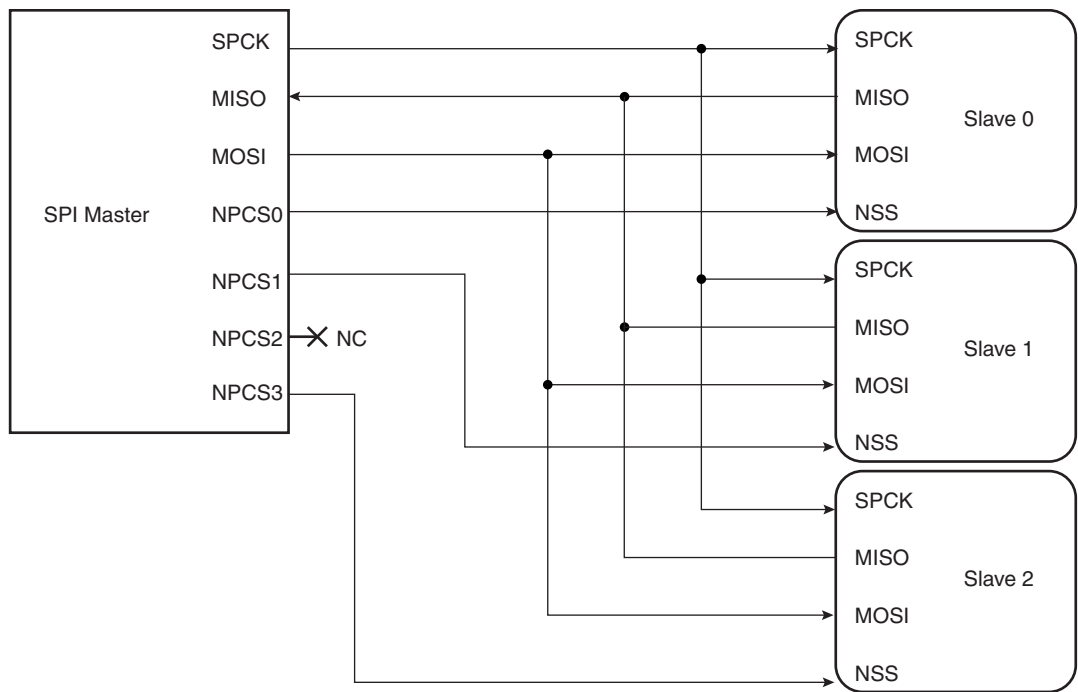 SPI Master
SPCK
MISO
MOSI
NPCS0
NPCS1
NPCS2
NC
NPCS3
SPCK
MISO
MOSI
NSS
Slave 0
SPCK
MISO
MOSI
NSS
Slave 1
SPCK
MISO
MOSI
NSS
Slave 2